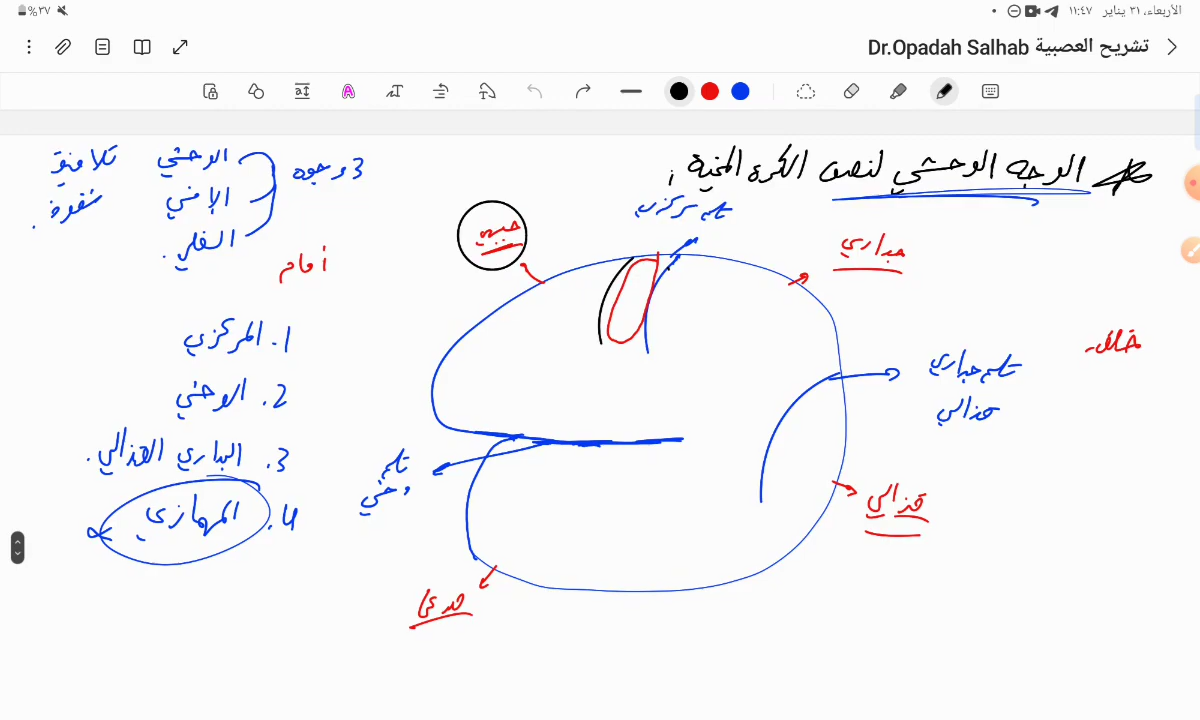 الأربعاء، ٣١ يناير ١١:٤٧
٣٧%
تشريح العصبية Dr.Opadah Salhab
الوجه الوحشي لنصف الكرة المخية ;
3 وجوه
الوحشي
الإنسي
السفلي.
تلافيف
أمام
خلف
تلم مركزي
جبهي
جداري
تلم جداري
قذالي
قذالي
تلم
وحشي
صدغي
1. المركزي
2. الوحشي
3. الجداري القذالي.
4. المهمازي